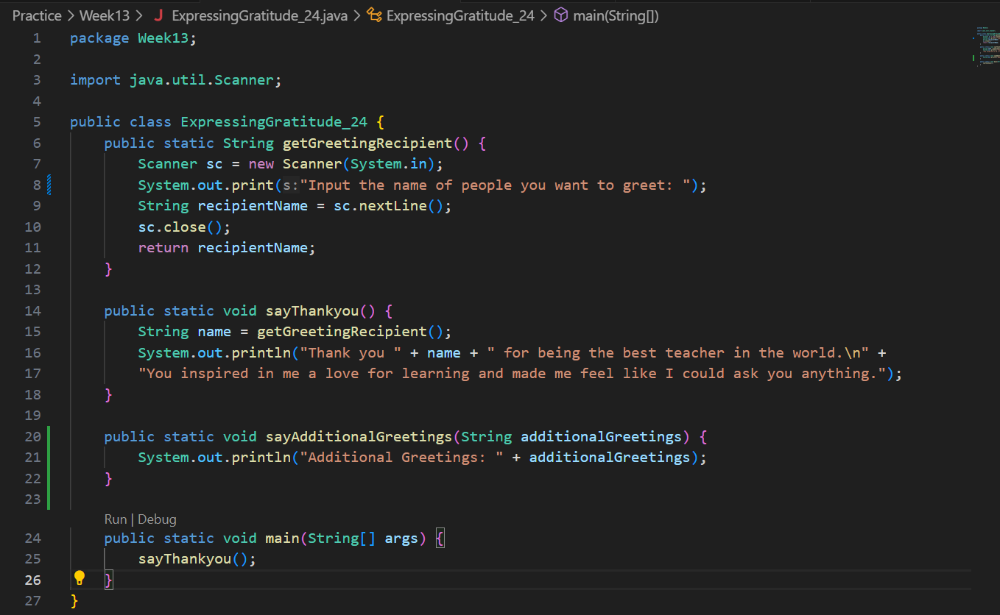 Practice > Week13 > J ExpressingGratitude_24.java > ExpressingGratitude_24 > main(String[])
1 package Week13;
2
3 import java.util.Scanner;
4
5 public class ExpressingGratitude_24 {
6     public static String getGreetingRecipient() {
7         Scanner sc = new Scanner(System.in);
8         System.out.print(s:"Input the name of people you want to greet: ");
9         String recipientName = sc.nextLine();
10         sc.close();
11         return recipientName;
12     }
13
14     public static void sayThankyou() {
15         String name = getGreetingRecipient();
16         System.out.println("Thank you " + name + " for being the best teacher in the world.\n" +
17         "You inspired in me a love for learning and made me feel like I could ask you anything.");
18     }
19
20     public static void sayAdditionalGreetings(String additionalGreetings) {
21         System.out.println("Additional Greetings: " + additionalGreetings);
22     }
23
Run | Debug
24     public static void main(String[] args) {
25         sayThankyou();
26     }
27 }